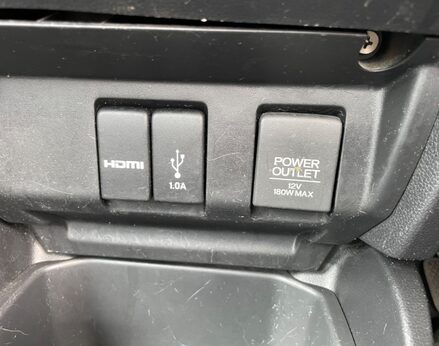 HDMI
1.0A
POWER
OUTLET
12V
180W MAX